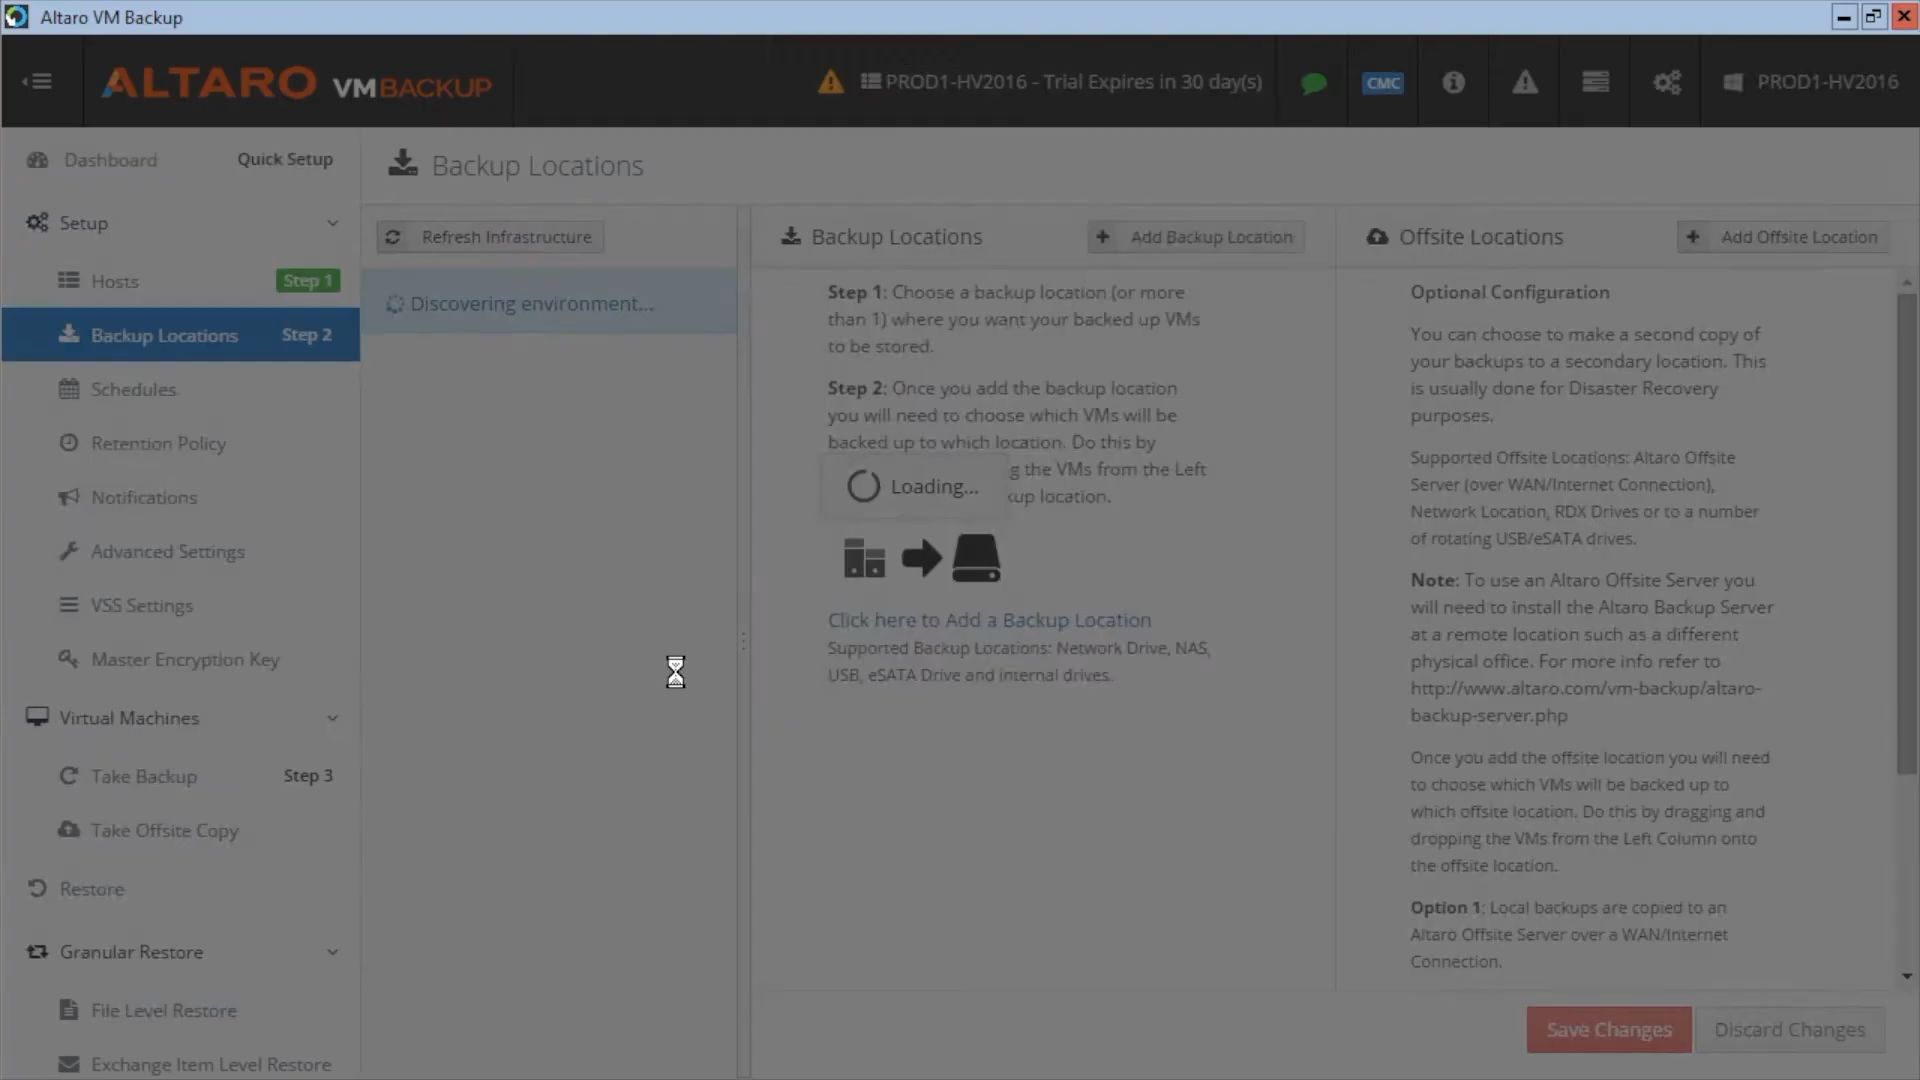 Altaro VM Backup
ALTARO VMBACKUP
PROD1-HV2016 - Trial Expires in 30 day(s)
CMC
PROD1-HV2016
Dashboard
Quick Setup
Setup
Hosts
Step 1
Backup Locations
Step 2
Schedules
Retention Policy
Notifications
Advanced Settings
VSS Settings
Master Encryption Key
Virtual Machines
Take Backup
Step 3
Take Offsite Copy
Restore
Granular Restore
File Level Restore
Exchange Item Level Restore
Backup Locations
Refresh Infrastructure
Discovering environment...
Backup Locations
Add Backup Location
Step 1: Choose a backup location (or more
than 1) where you want your backed up VMs
to be stored.
Step 2: Once you add the backup location
you will need to choose which VMs will be
backed up to which location. Do this by
g the VMs from the Left
kup location.
Loading...
Click here to Add a Backup Location
Supported Backup Locations: Network Drive, NAS,
USB, eSATA Drive and internal drives.
Offsite Locations
Add Offsite Location
Optional Configuration
You can choose to make a second copy of
your backups to a secondary location. This
is usually done for Disaster Recovery
purposes.
Supported Offsite Locations: Altaro Offsite
Server (over WAN/Internet Connection),
Network Location, RDX Drives or to a number
of rotating USB/eSATA drives.
Note: To use an Altaro Offsite Server you
will need to install the Altaro Backup Server
at a remote location such as a different
physical office. For more info refer to
http://www.altaro.com/vm-backup/altaro-
backup-server.php
Once you add the offsite location you will need
to choose which VMs will be backed up to
which offsite location. Do this by dragging and
dropping the VMs from the Left Column onto
the offsite location.
Option 1: Local backups are copied to an
Altaro Offsite Server over a WAN/Internet
Connection.
Save Changes
Discard Changes